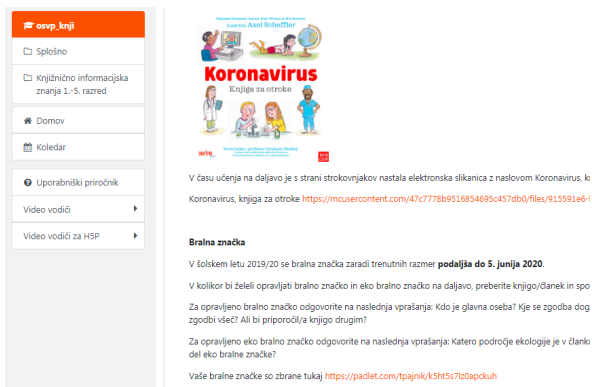 osvp_knji
Splošno
Knjižnično informacijska
znanja 1.-5. razred
Domov
Koledar
Uporabniški priročnik
Video vodiči
Video vodiči za H5P
Ilustriral Axel Scheffler
Koronavirus
Knjiga za otroke
V času učenja na daljavo je s strani strokovnjakov nastala elektronska slikanica z naslovom Koronavirus,
Koronavirus, knjiga za otroke https://mcusercontent.com/47c7778b9516854695c457db0/files/915591e6-
Bralna značka
V šolskem letu 2019/20 se bralna značka zaradi trenutnih razmer podaljša do 5. junija 2020.
V kolikor bi želeli opravljati bralno značko in eko bralno značko na daljavo, preberite knjigo/članek in spo
Za opravljeno bralno značko odgovorite na naslednja vprašanja: Kdo je glavna oseba? Kje se zgodba dog
zgodbi všeč? Ali bi priporočil/a knjigo drugim?
Za opravljeno eko bralno značko odgovorite na naslednja vprašanja: Katero področje ekologije je v članku
del eko bralne značke?
Vaše bralne značke so zbrane tukaj https://padlet.com/tpajnik/k5ht5s7lz0apckuh